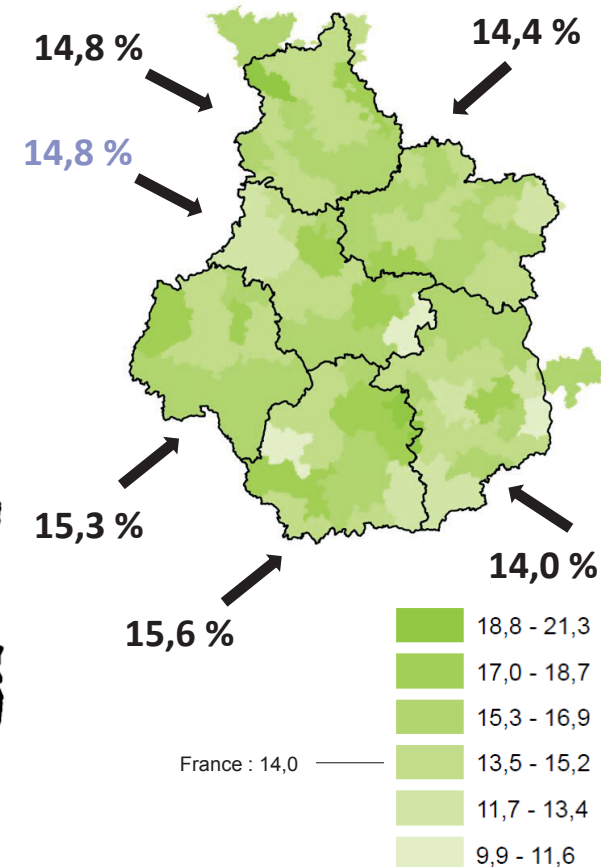 14,8 %
14,4 %
14,8 %
15,3 %
14,0 %
15,6 %
18,8 - 21,3
17,0 - 18,7
15,3 - 16,9
France : 14,0
13,5 - 15,2
11,7 - 13,4
9,9 - 11,6